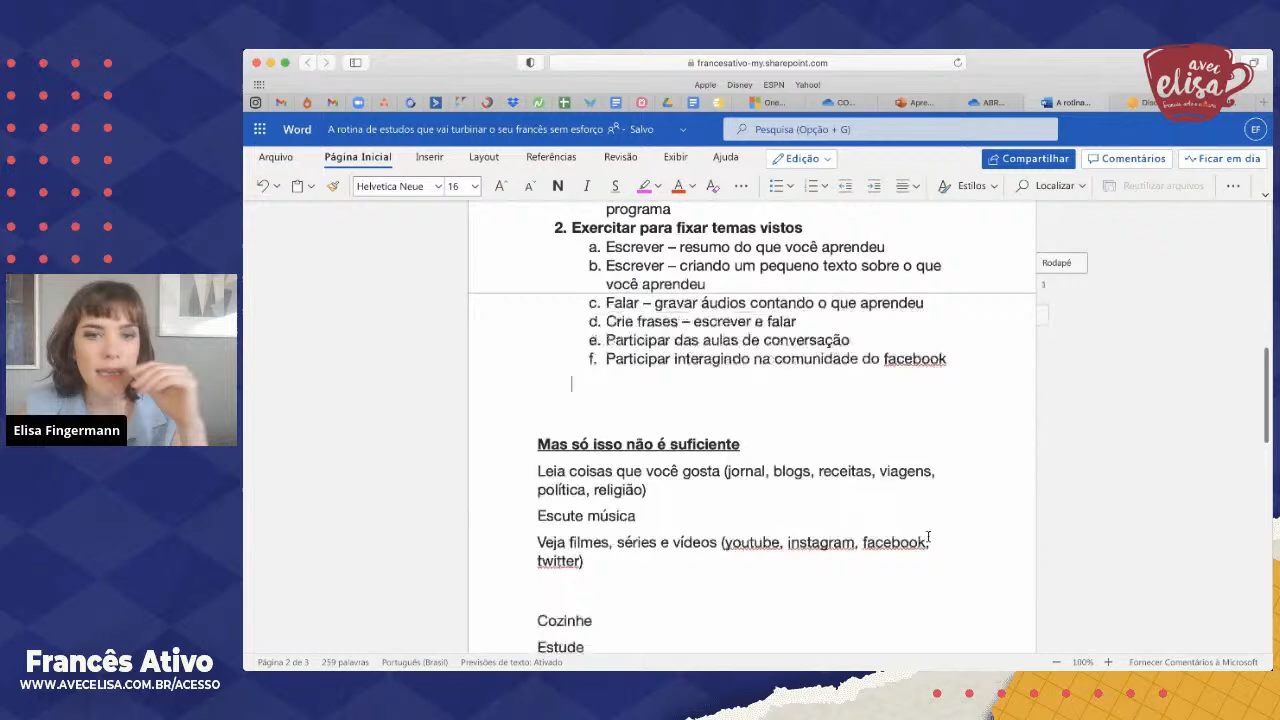 francesativo-my.sharepoint.com
avec
elisa
Apple Disney ESPN Yahoo!
One... CO... Apre... ABR... A rotina... Disc
Word A rotina de estudos que vai turbinar o seu francês sem esforço - Salvo Pesquisa (Opção + G) EF
Arquivo Página Inicial Inserir Layout Referências Revisão Exibir Ajuda Edição Compartilhar Comentários Ficar em dia
Helvetica Neue 16 A A N I S A Estilos Localizar Reutilizar arquivos
programa
2. Exercitar para fixar temas vistos
a. Escrever – resumo do que você aprendeu
b. Escrever – criando um pequeno texto sobre o que
você aprendeu
c. Falar – gravar áudios contando o que aprendeu
d. Crie frases – escrever e falar
e. Participar das aulas de conversação
f. Participar interagindo na comunidade do facebook
Rodapé
1
Mas só isso não é suficiente
Leia coisas que você gosta (jornal, blogs, receitas, viagens,
política, religião)
Escute música
Veja filmes, séries e vídeos (youtube, instagram, facebook,
twitter)
Cozinhe
Estude
Página 2 de 3 259 palavras Português (Brasil) Previsões de texto: Ativado 100% Fornecer Comentários à Microsoft
Elisa Fingermann
Francês Ativo
WWW.AVECELISA.COM.BR/ACESSO